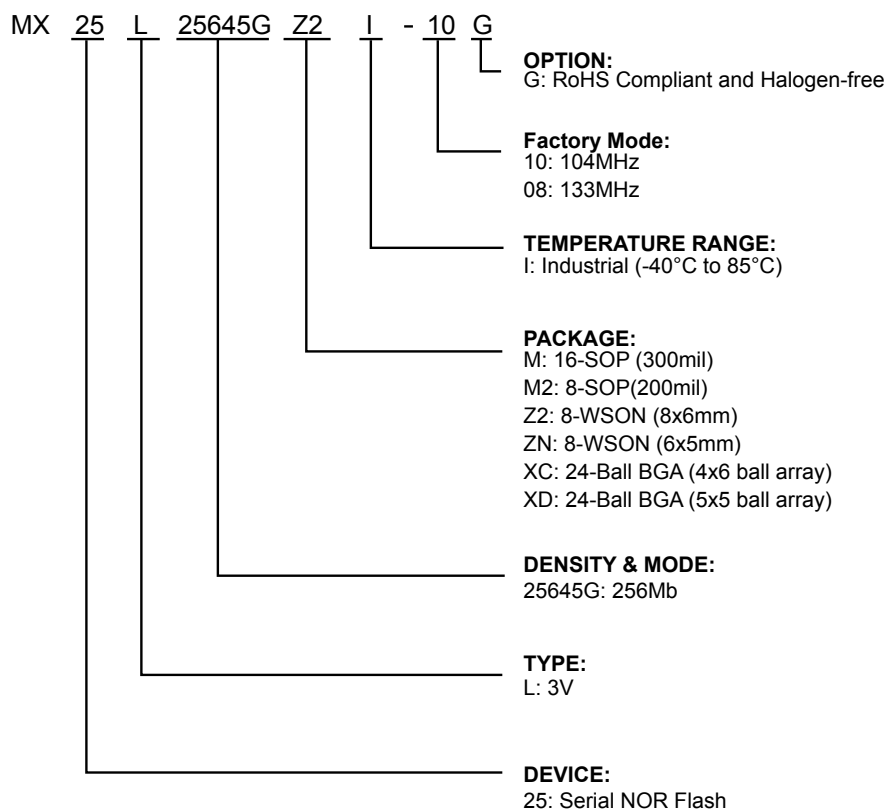 MX 25 L 25645G Z2 I - 10 G
OPTION:
G: RoHS Compliant and Halogen-free
Factory Mode:
10: 104MHz
08: 133MHz
TEMPERATURE RANGE:
I: Industrial (-40°C to 85°C)
PACKAGE:
M: 16-SOP (300mil)
M2: 8-SOP(200mil)
Z2: 8-WSON (8x6mm)
ZN: 8-WSON (6x5mm)
XC: 24-Ball BGA (4x6 ball array)
XD: 24-Ball BGA (5x5 ball array)
DENSITY & MODE:
25645G: 256Mb
TYPE:
L: 3V
DEVICE:
25: Serial NOR Flash